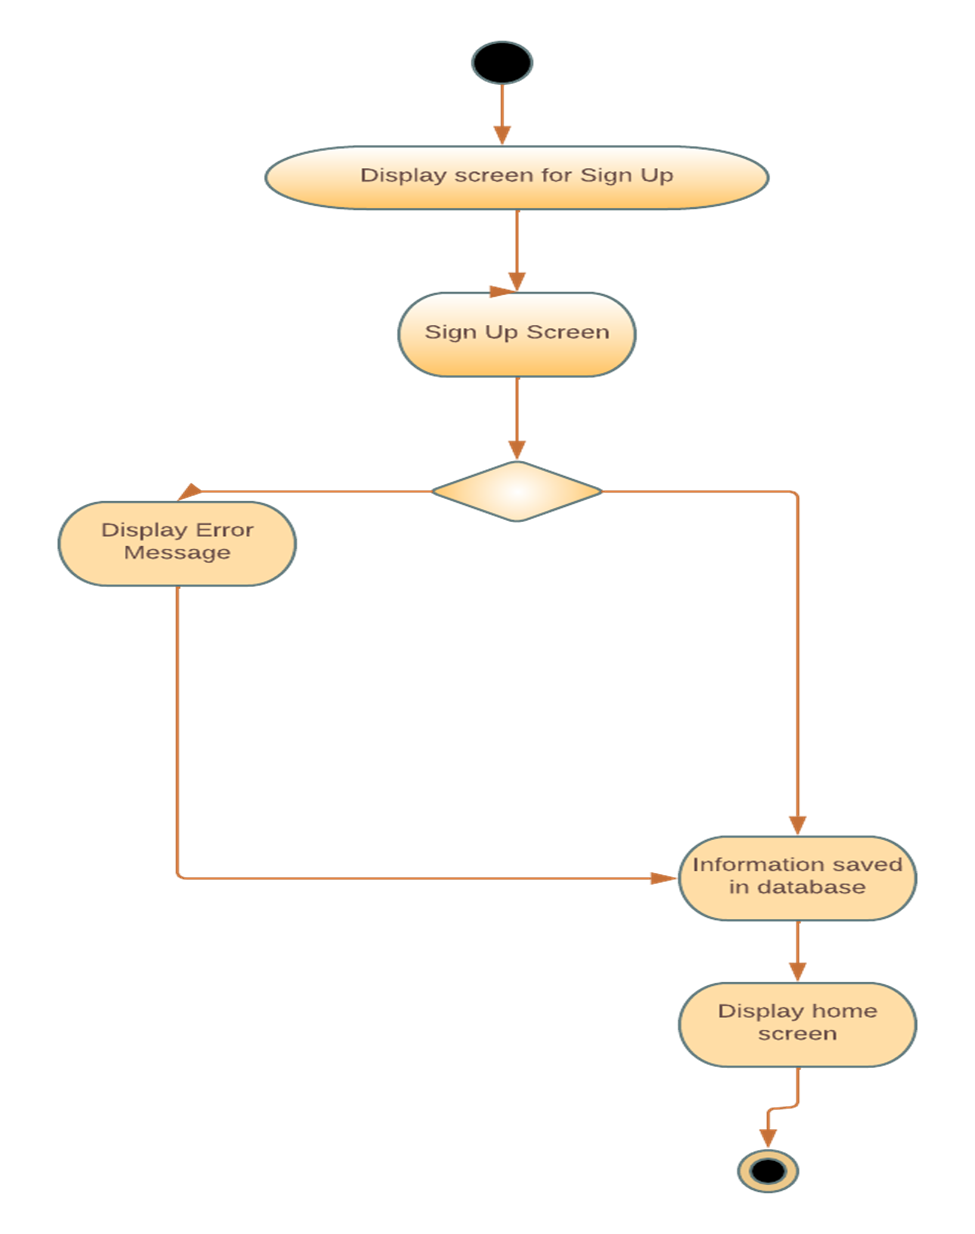 Display screen for Sign Up
Sign Up Screen
Display Error
Message
Information saved
in database
Display home
screen